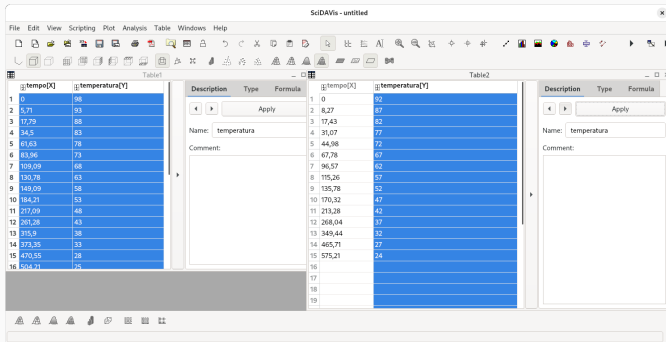 SciDAVis - untitled
File Edit View Scripting Plot Analysis Table Windows Help
Table1
tempo[X] temperatura[Y]
1 0 98
2 5,71 93
3 17,79 88
4 34,5 83
5 61,63 78
6 83,96 73
7 109,09 68
8 130,78 63
9 149,09 58
10 184,21 53
11 217,09 48
12 261,28 43
13 315,9 38
14 373,35 33
15 470,55 28
16 504,21 25
Description Type Formula
Apply
Name: temperatura
Comment:
Table2
tempo[X] temperatura[Y]
1 0 92
2 8,27 87
3 17,43 82
4 31,07 77
5 44,98 72
6 67,78 67
7 96,57 62
8 115,26 57
9 135,78 52
10 170,32 47
11 213,28 42
12 268,04 37
13 349,44 32
14 465,71 27
15 575,21 24
16
17
18
19
Description Type Formula
Apply
Name: temperatura
Comment: